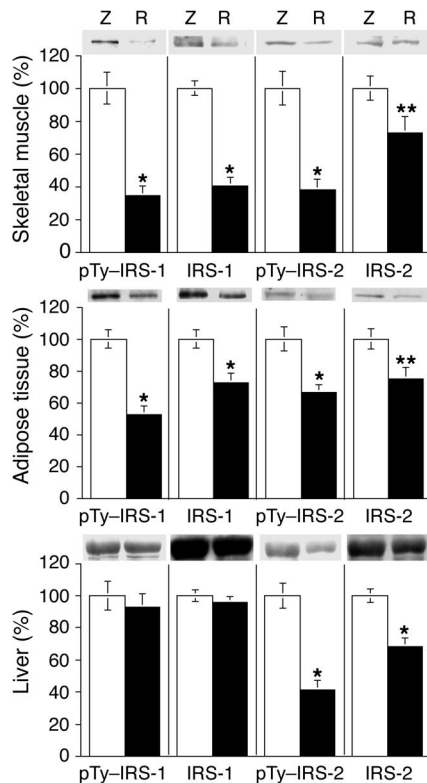 Z R Z R Z R Z R
Skeletal muscle (%)
120
100
80
60
40
20
0
* * * **
pTy–IRS-1 IRS-1 pTy–IRS-2 IRS-2
Adipose tissue (%)
120
100
80
60
40
20
0
* * * **
pTy–IRS-1 IRS-1 pTy–IRS-2 IRS-2
Liver (%)
120
100
80
60
40
20
0
* *
pTy–IRS-1 IRS-1 pTy–IRS-2 IRS-2